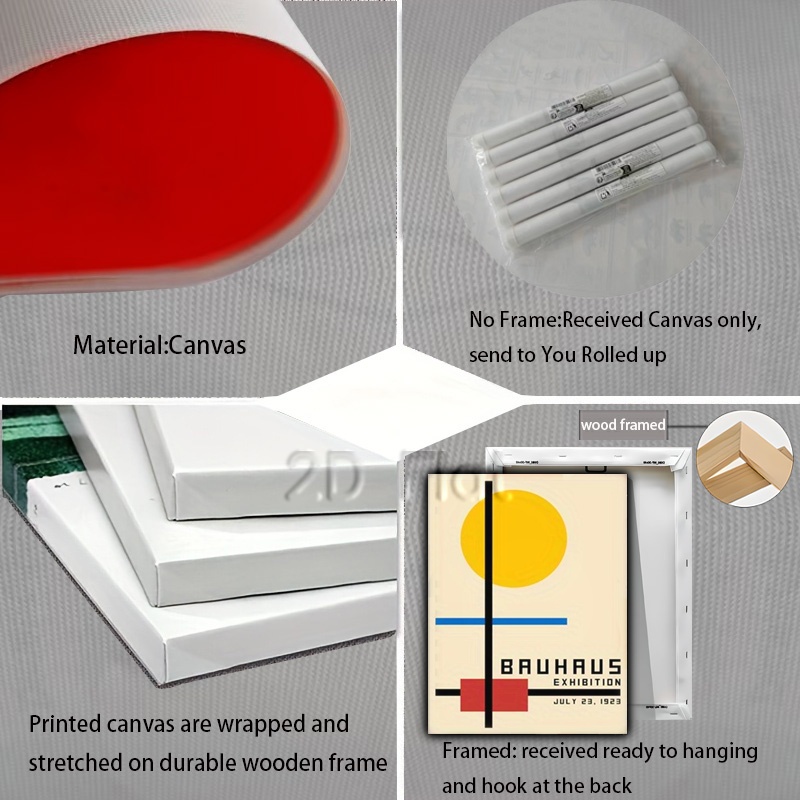 Material:Canvas
No Frame:Received Canvas only,
send to You Rolled up
wood framed
2D Flat
BAUHAUS
EXHIBITION
JULY 23, 1923
Printed canvas are wrapped and
stretched on durable wooden frame
Framed: received ready to hanging
and hook at the back